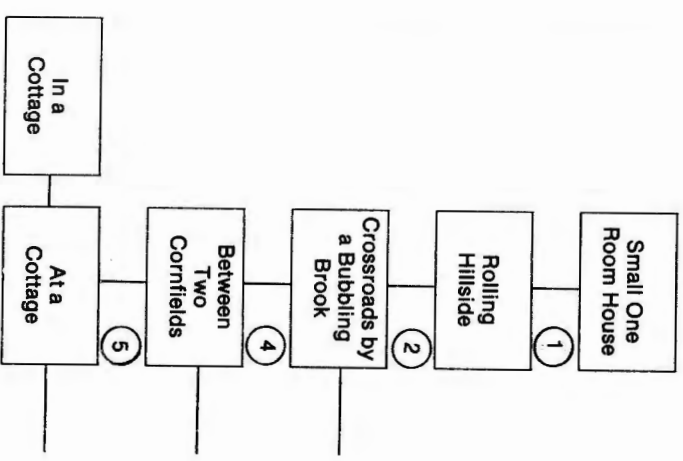 Small One
Room House
1
Rolling
Hillside
2
Crossroads by
a Bubbling
Brook
4
Between
Two
Cornfields
5
In a
Cottage
At a
Cottage